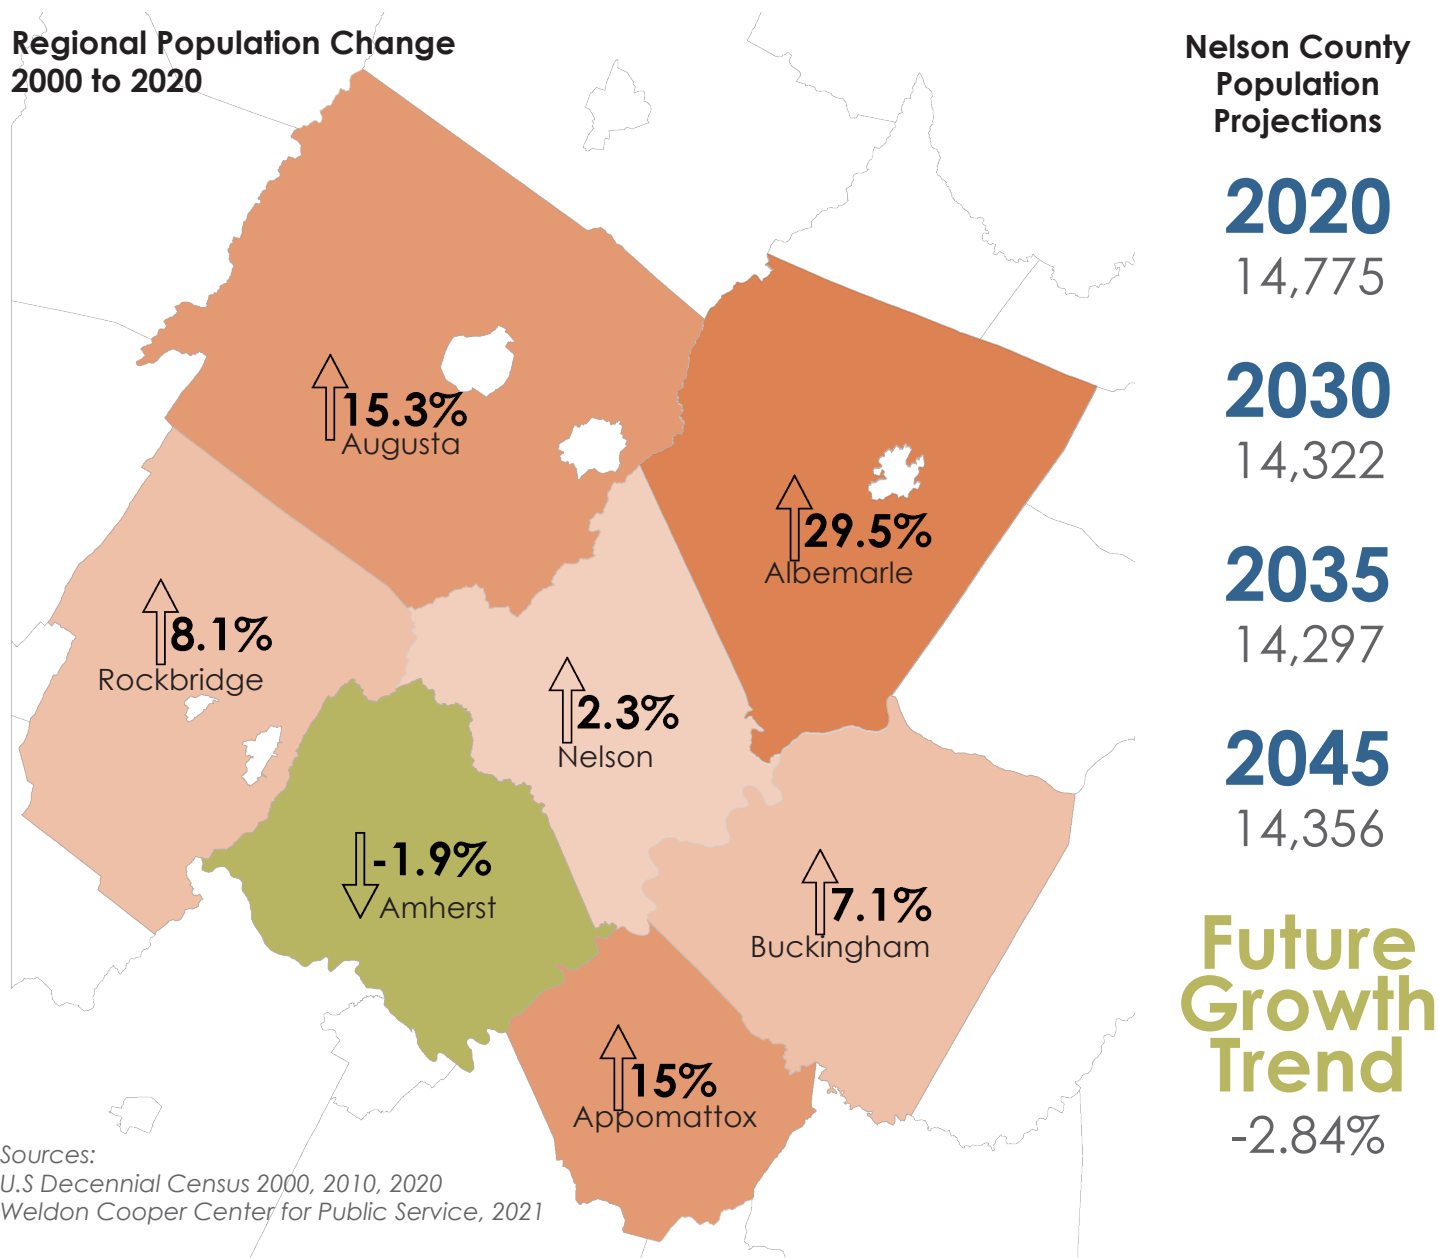 Regional Population Change
2000 to 2020
15.3%
Augusta
29.5%
Albemarle
8.1%
Rockbridge
2.3%
Nelson
-1.9%
Amherst
7.1%
Buckingham
15%
Appomattox
Sources:
U.S Decennial Census 2000, 2010, 2020
Weldon Cooper Center for Public Service, 2021
Nelson County
Population
Projections
2020
14,775
2030
14,322
2035
14,297
2045
14,356
Future
Growth
Trend
-2.84%